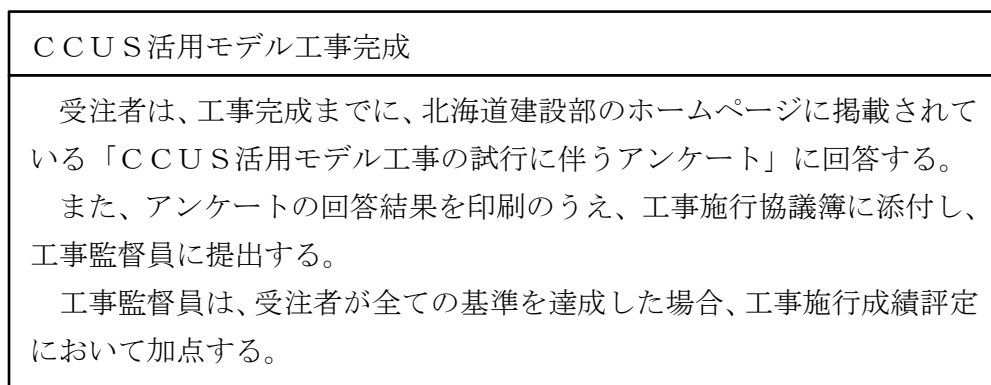 ＣＣＵＳ活用モデル工事完成
　受注者は、工事完成までに、北海道建設部のホームページに掲載されて
いる「ＣＣＵＳ活用モデル工事の試行に伴うアンケート」に回答する。
　また、アンケートの回答結果を印刷のうえ、工事施行協議簿に添付し、
工事監督員に提出する。
　工事監督員は、受注者が全ての基準を達成した場合、工事施行成績評定
において加点する。